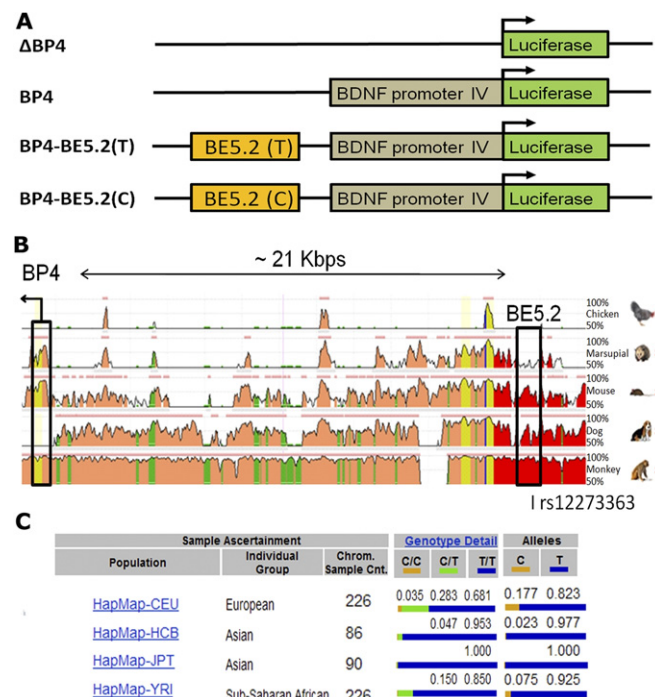 A
ΔBP4 Luciferase
BP4 BDNF promoter IV Luciferase
BP4-BE5.2(T) BE5.2 (T) BDNF promoter IV Luciferase
BP4-BE5.2(C) BE5.2 (C) BDNF promoter IV Luciferase
B
~ 21 Kbps
BP4
BE5.2
100%
Chicken
50%
100%
Marsupial
50%
100%
Mouse
50%
100%
Dog
50%
100%
Monkey
50%
l rs12273363
C
Sample Ascertainment Genotype Detail Alleles
Population Individual Group Chrom. Sample Cnt. C/C C/T T/T C T
HapMap-CEU European 226 0.035 0.283 0.681 0.177 0.823
HapMap-HCB Asian 86 0.047 0.953 0.023 0.977
HapMap-JPT Asian 90 1.000 1.000
HapMap-YRI Sub-Saharan African 226 0.150 0.850 0.075 0.925